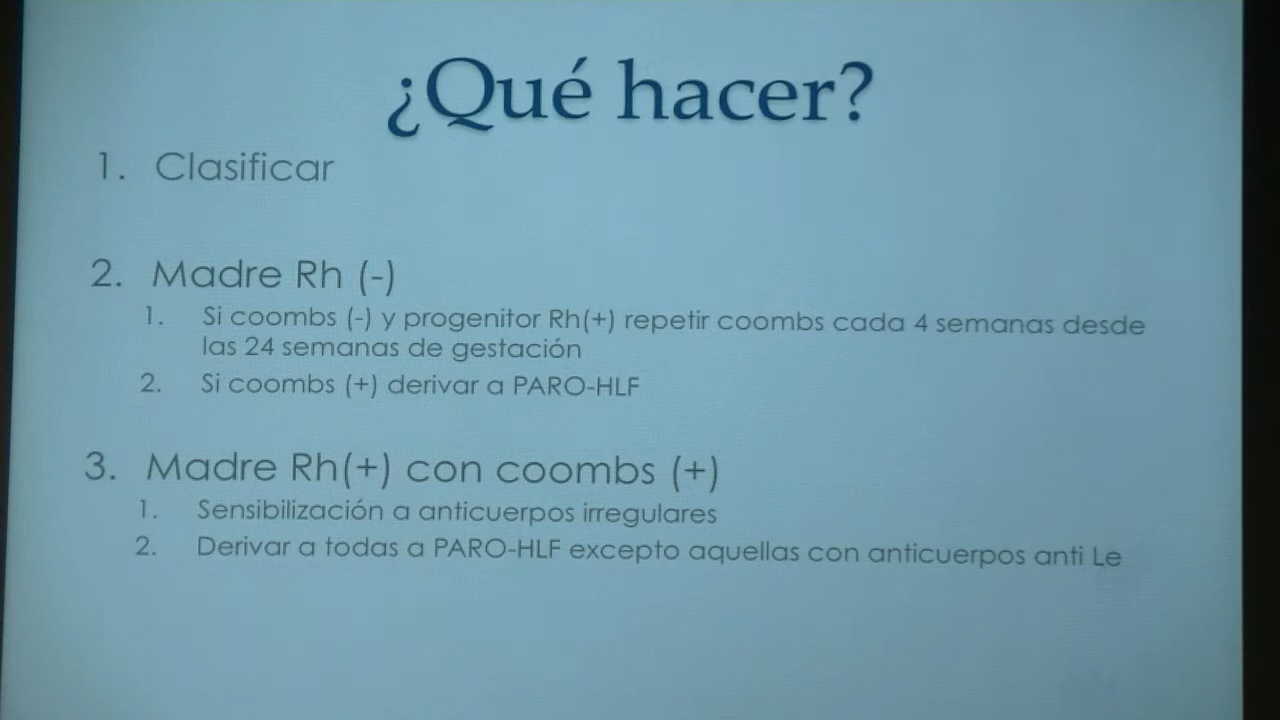 ¿Qué hacer?
1. Clasificar
2. Madre Rh (-)
1. Si coombs (-) y progenitor Rh(+) repetir coombs cada 4 semanas desde
las 24 semanas de gestación
2. Si coombs (+) derivar a PARO-HLF
3. Madre Rh(+) con coombs (+)
1. Sensibilización a anticuerpos irregulares
2. Derivar a todas a PARO-HLF excepto aquellas con anticuerpos anti Le